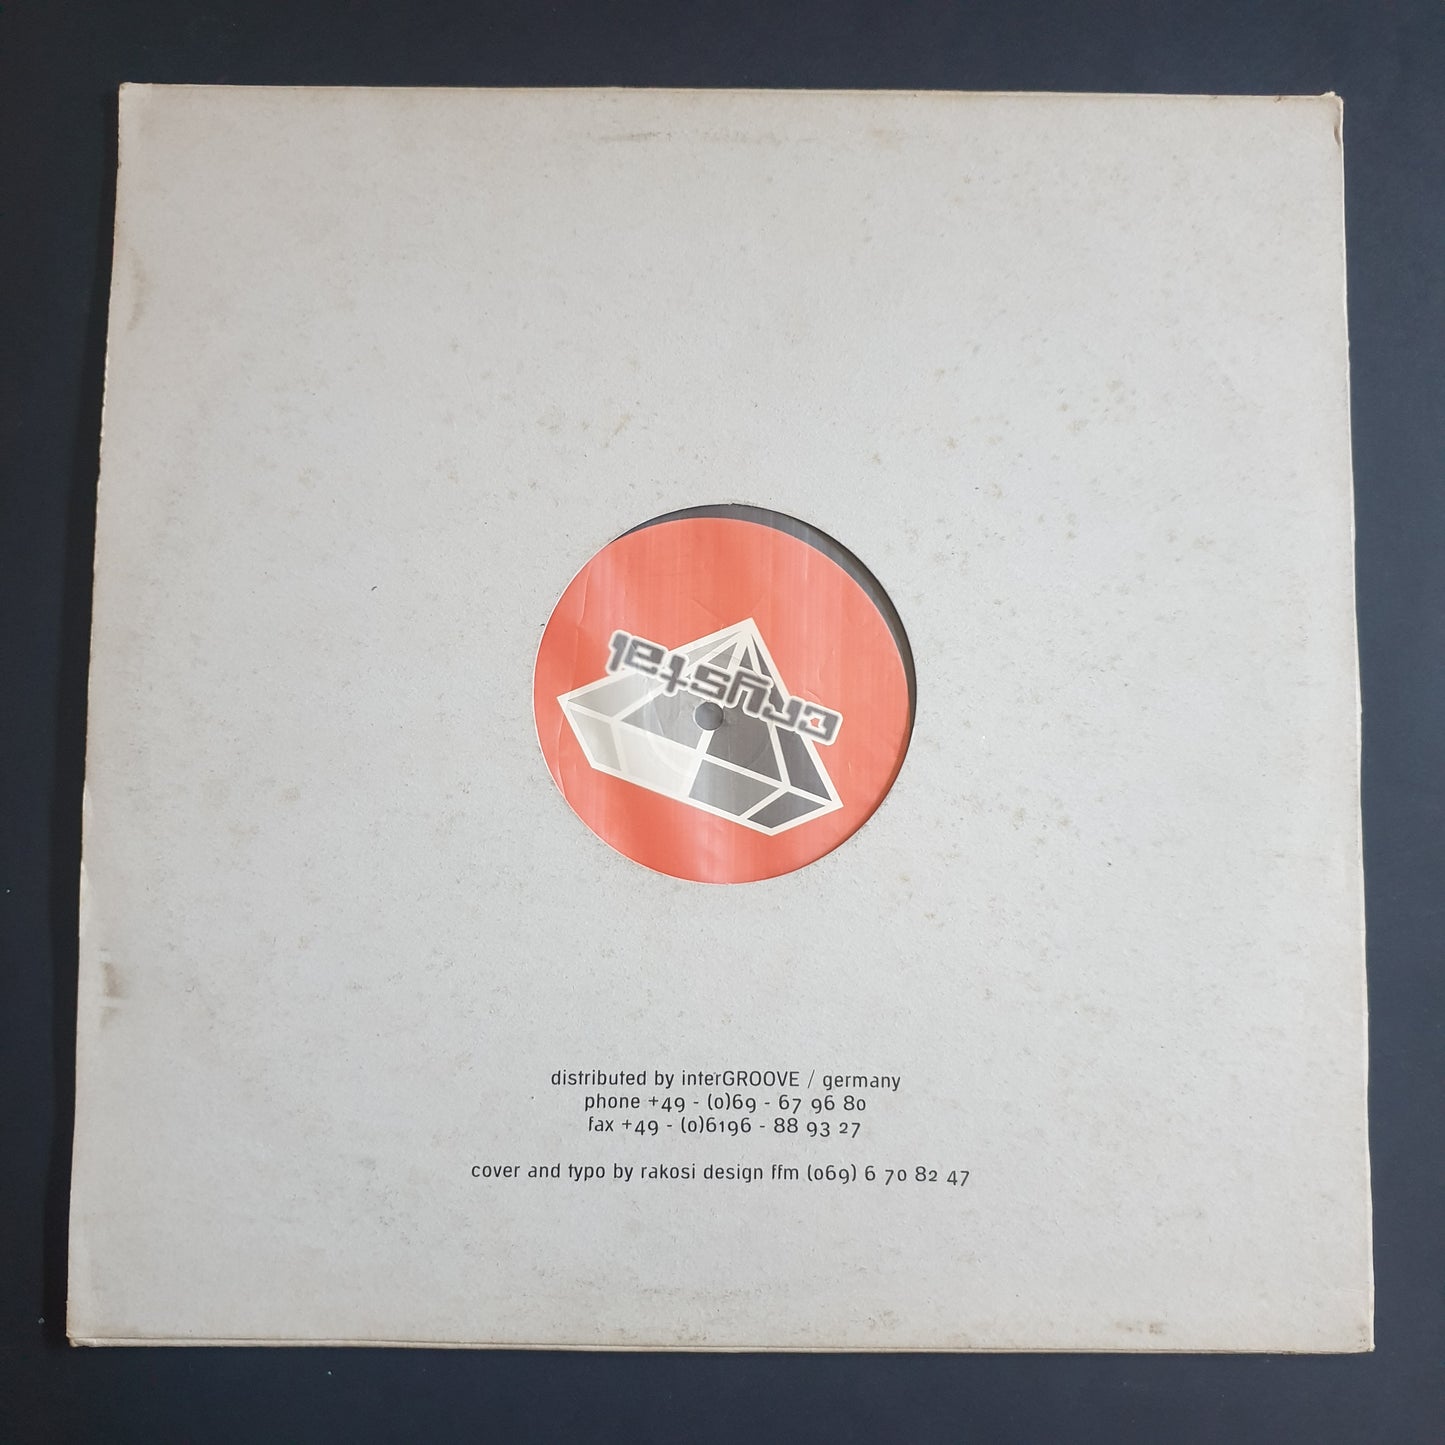 crystal
distributed by interGROOVE / germany
phone +49 - (0)69 - 67 96 80
fax +49 - (0)6196 - 88 93 27
cover and typo by rakosi design ffm (069) 6 70 82 47